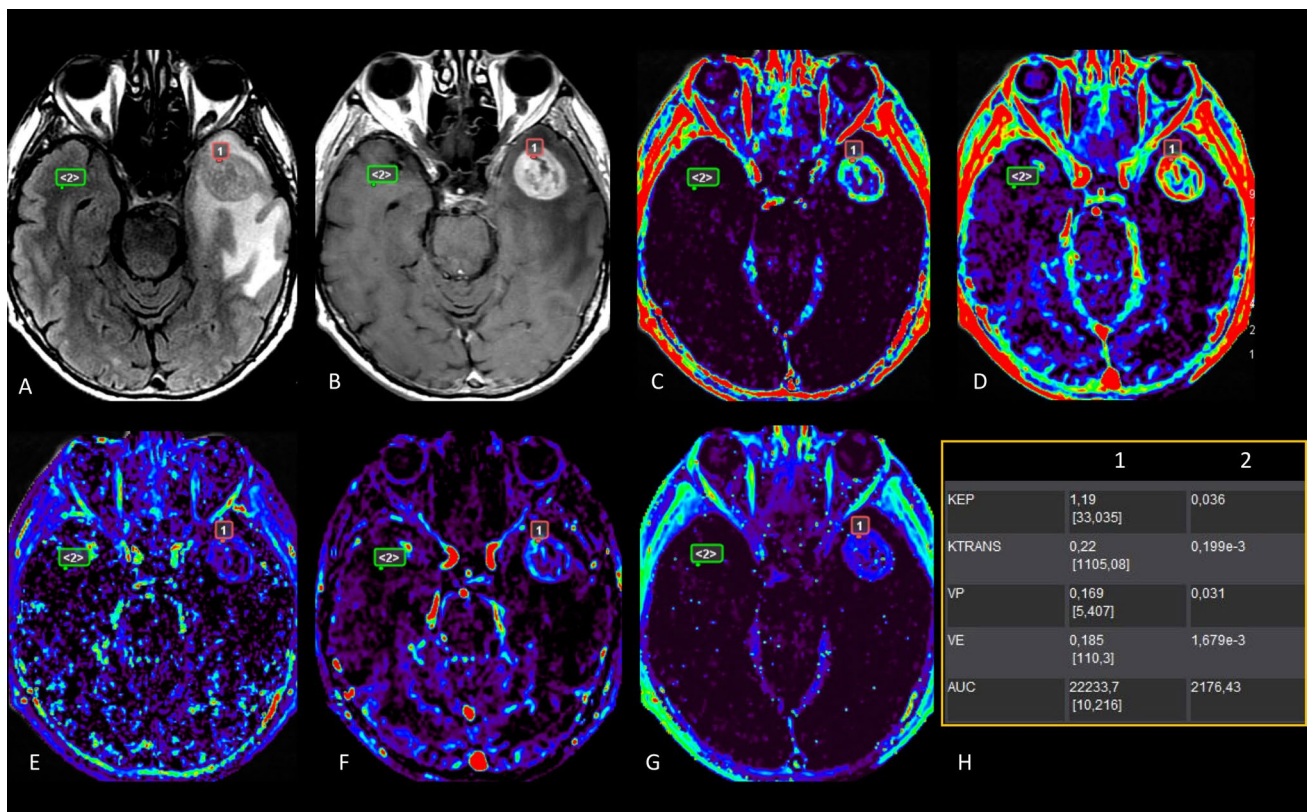 1
<2>
A
1
<2>
B
1
<2>
C
1
<2>
9
7
2
1
D
1
<2>
E
1
<2>
F
1
<2>
G
1 2
KEP 1,19 0,036
[33,035]
KTRANS 0,22 0,199e-3
[1105,08]
VP 0,169 0,031
[5,407]
VE 0,185 1,679e-3
[110,3]
AUC 22233,7 2176,43
[10,216]
H